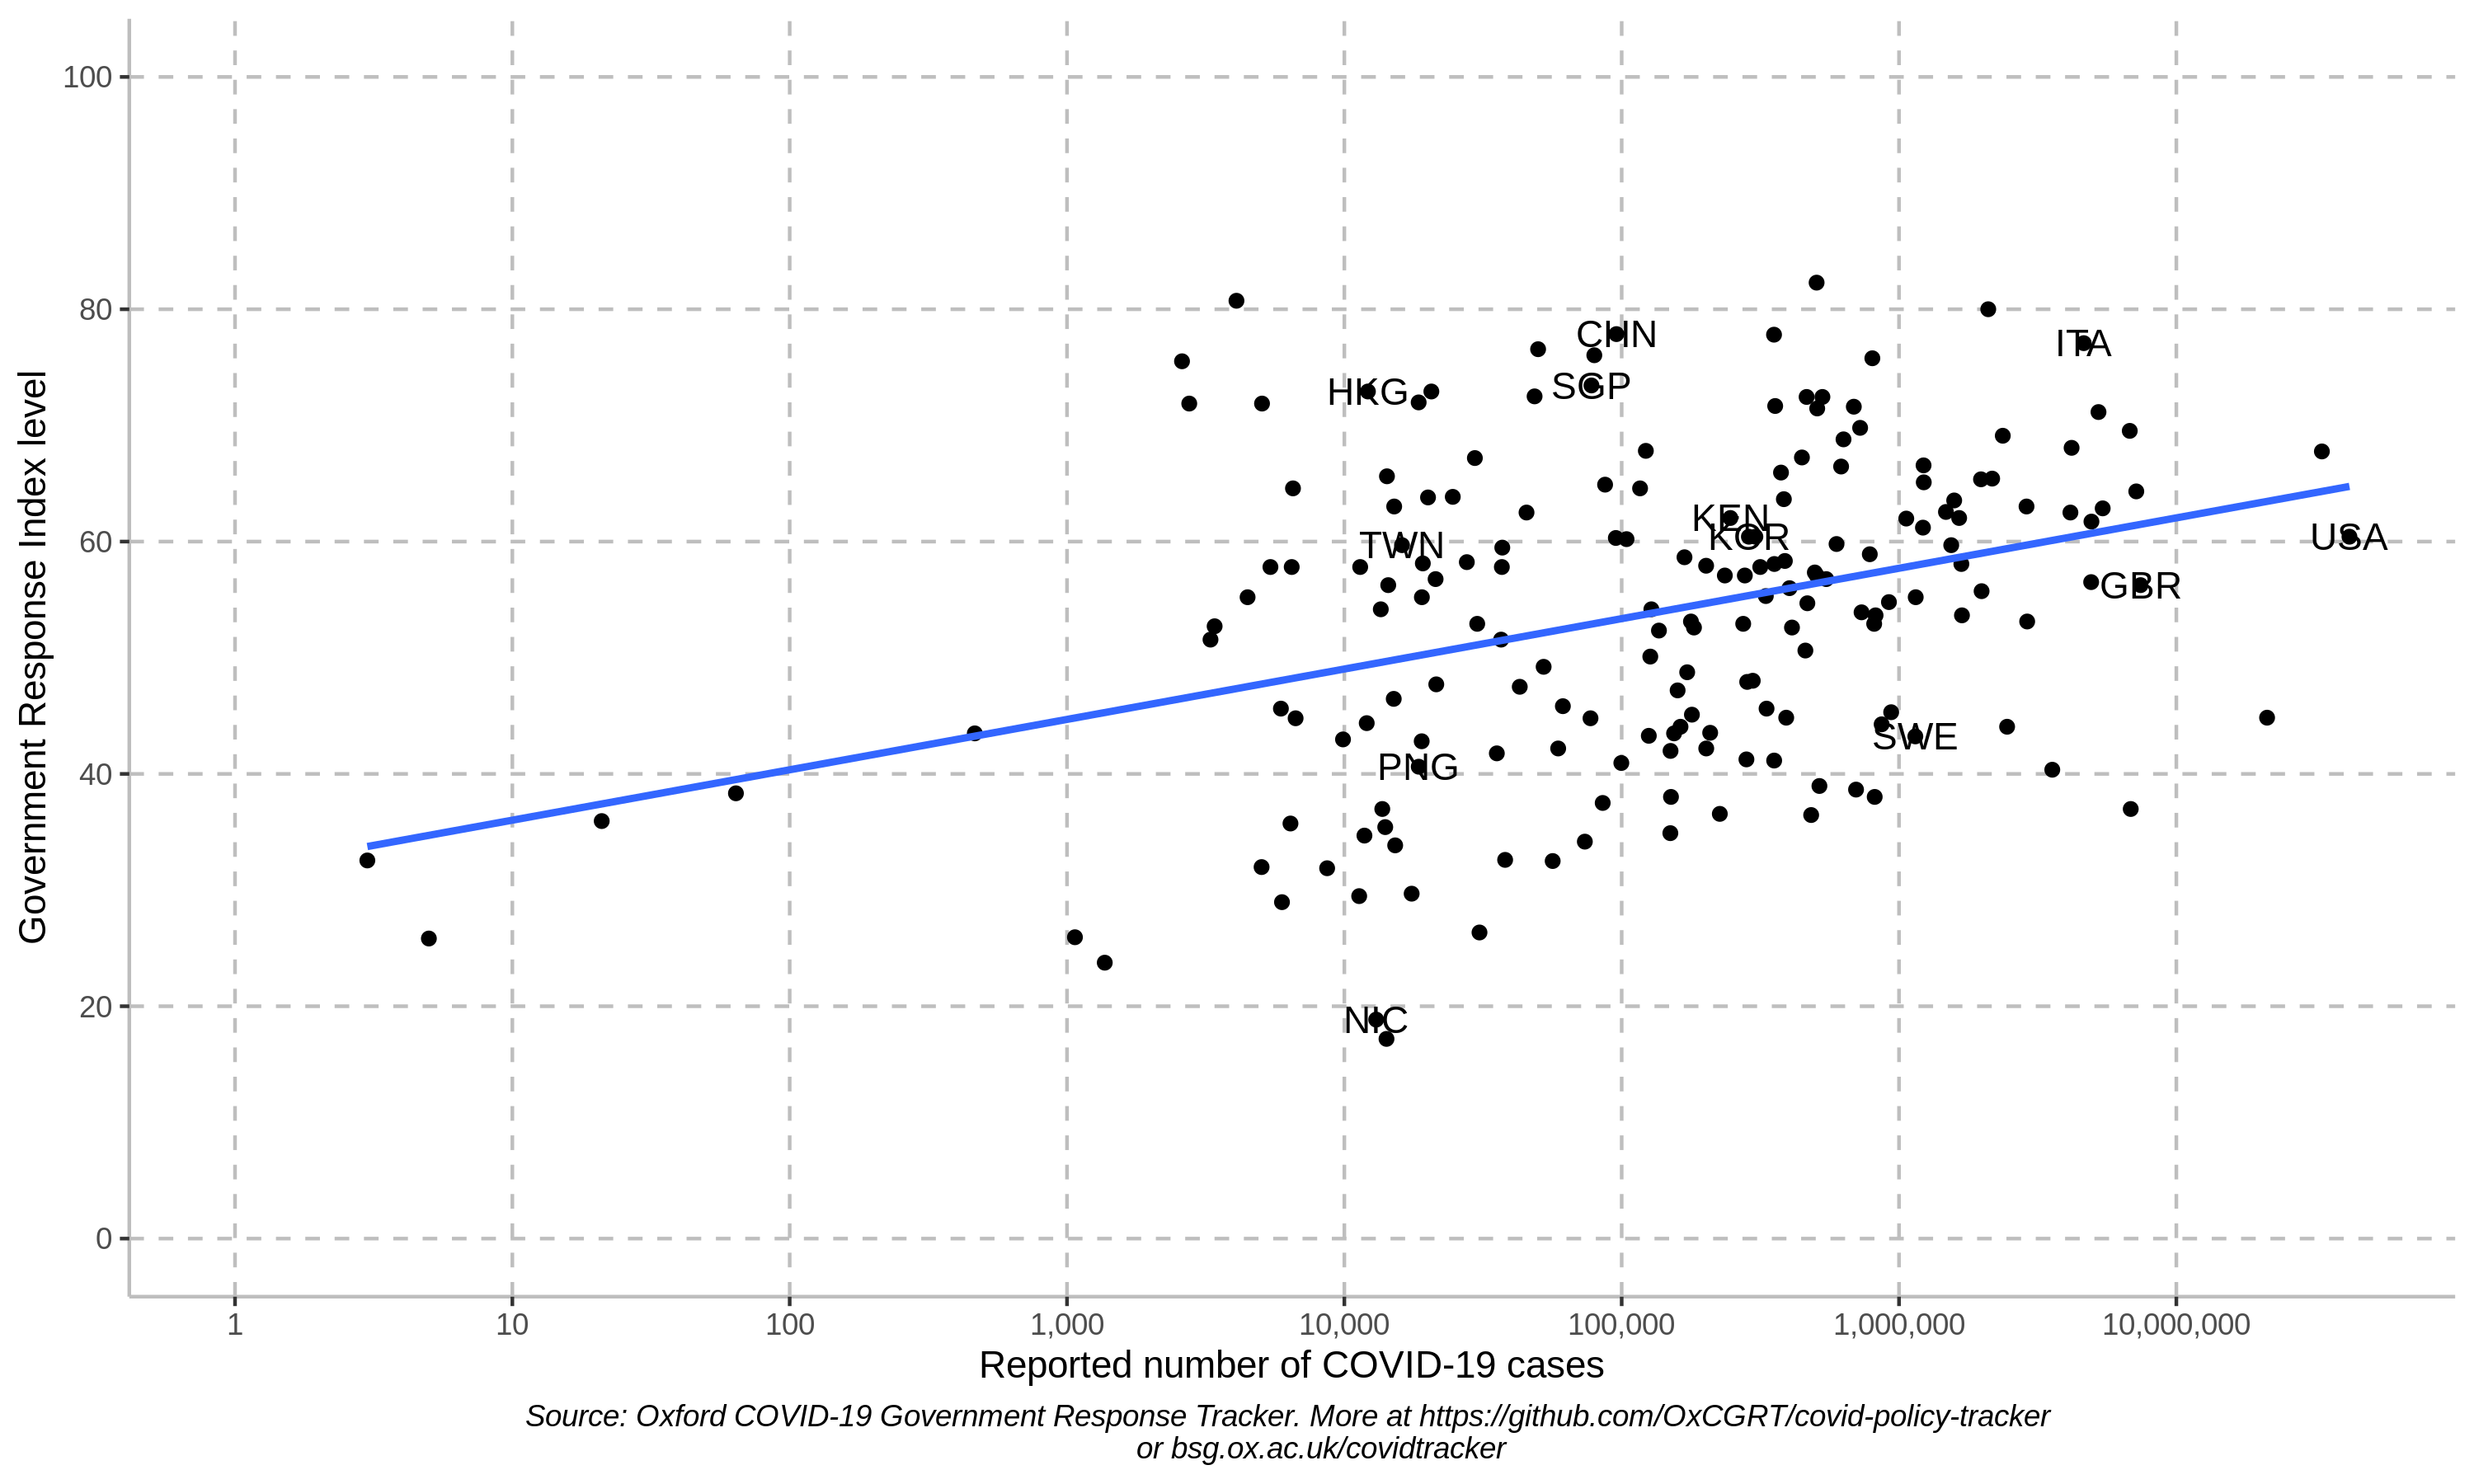 Government Response Index level
100
80
60
40
20
0
CHN
ITA
HKG
SGP
KEN
KOR
TWN
USA
GBR
SWE
PNG
NIC
1
10
100
1,000
10,000
100,000
1,000,000
10,000,000
Reported number of COVID-19 cases
Source: Oxford COVID-19 Government Response Tracker. More at https://github.com/OxCGRT/covid-policy-tracker
or bsg.ox.ac.uk/covidtracker